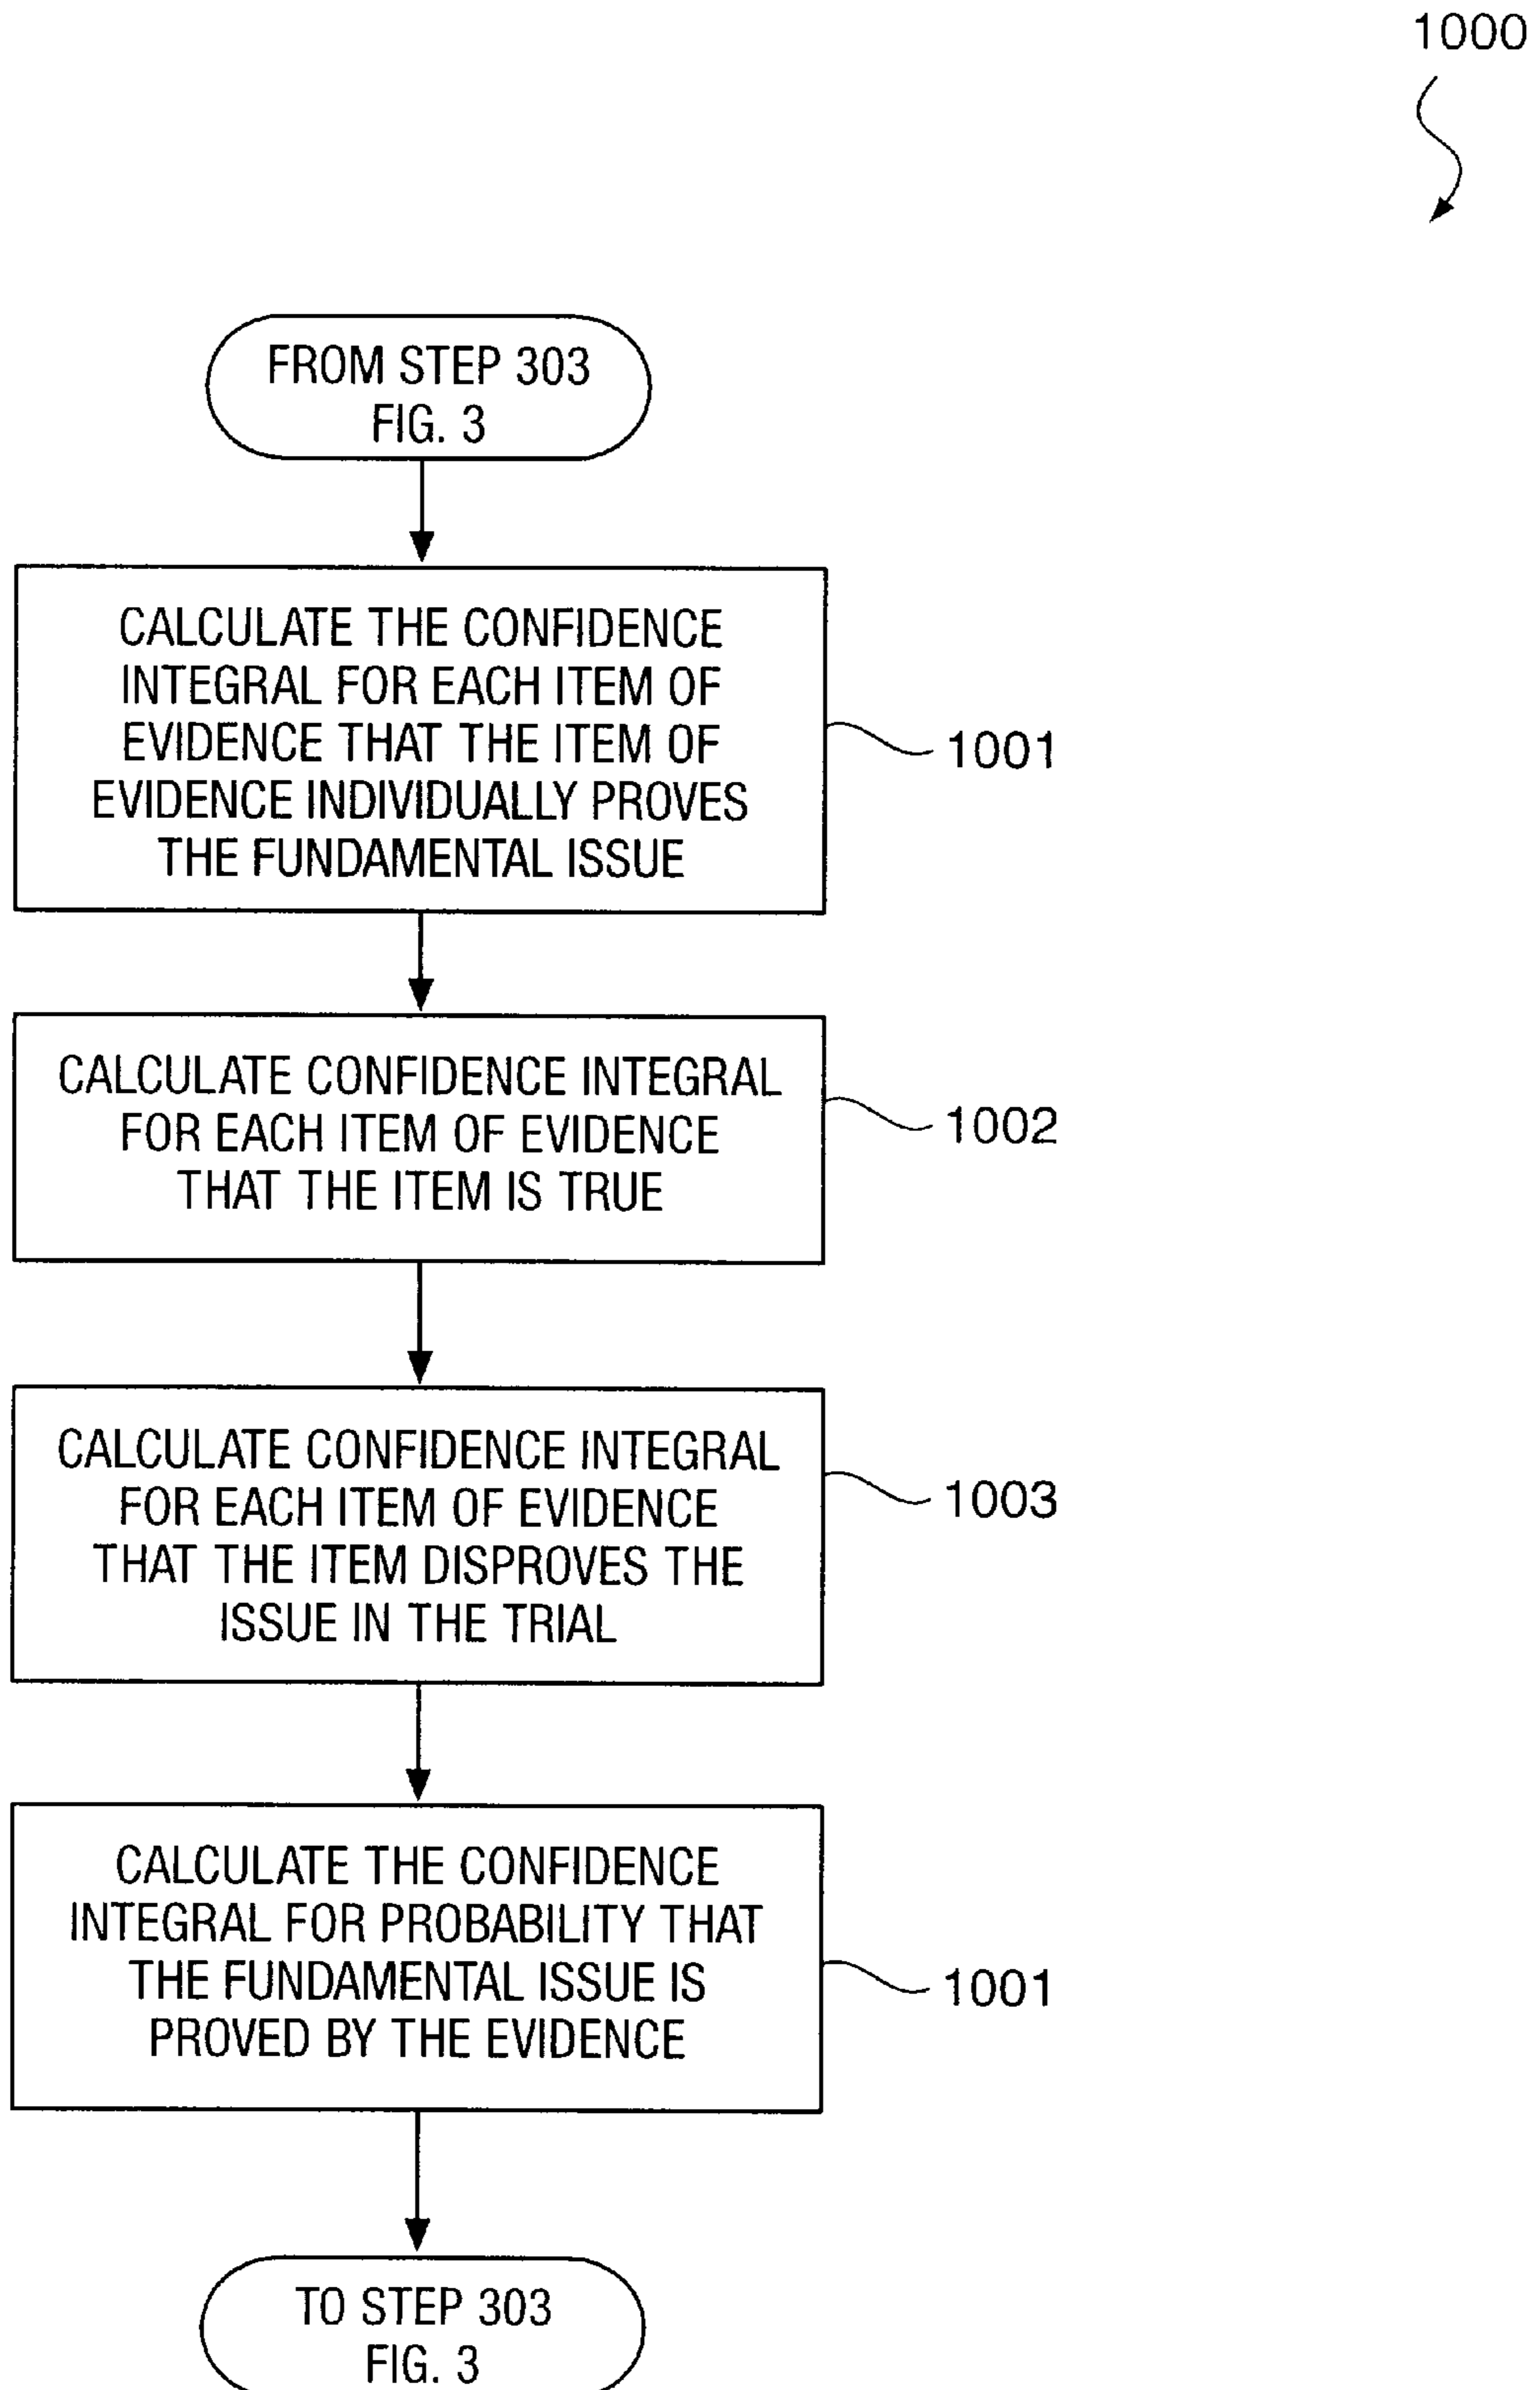 1000
FROM STEP 303
FIG. 3
CALCULATE THE CONFIDENCE
INTEGRAL FOR EACH ITEM OF
EVIDENCE THAT THE ITEM OF
EVIDENCE INDIVIDUALLY PROVES
THE FUNDAMENTAL ISSUE
1001
CALCULATE CONFIDENCE INTEGRAL
FOR EACH ITEM OF EVIDENCE
THAT THE ITEM IS TRUE
1002
CALCULATE CONFIDENCE INTEGRAL
FOR EACH ITEM OF EVIDENCE
THAT THE ITEM DISPROVES THE
ISSUE IN THE TRIAL
1003
CALCULATE THE CONFIDENCE
INTEGRAL FOR PROBABILITY THAT
THE FUNDAMENTAL ISSUE IS
PROVED BY THE EVIDENCE
1001
TO STEP 303
FIG. 3